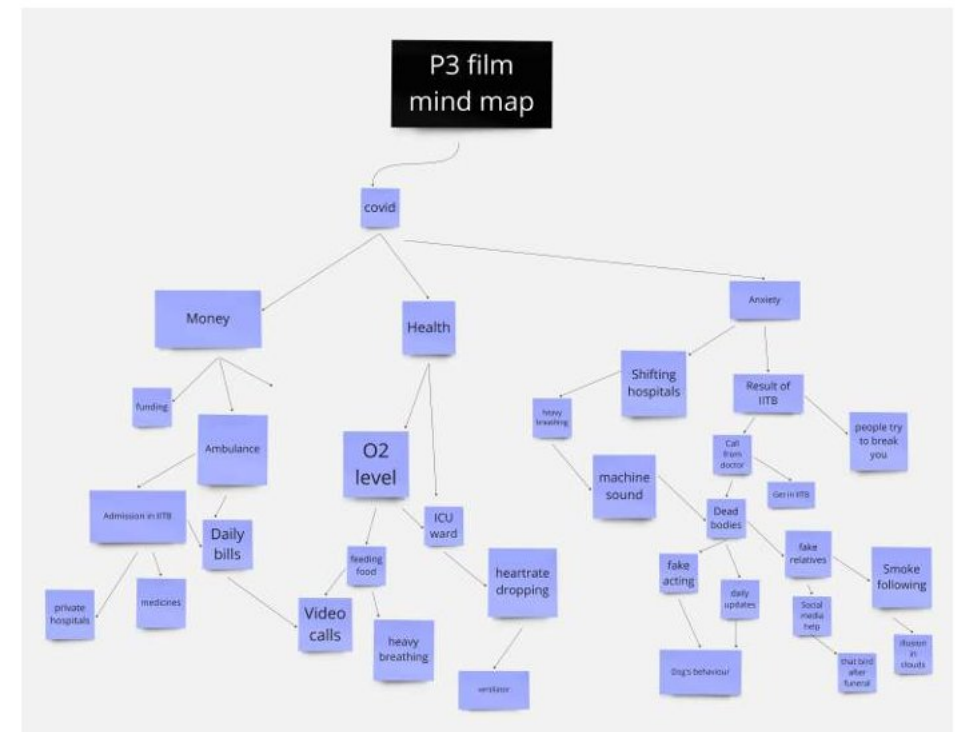 P3 film
mind map
covid
Money
Health
Anxiety
funding
Ambulance
Admission in IITB
Daily
bills
private
hospitals
medicines
O2
level
ICU
ward
feeding
food
Video
calls
heavy
breathing
heartrate
dropping
ventilator
Shifting
hospitals
heavy
breathing
machine
sound
Result of
IITB
people try
to break
you
Call
from
doctor
Get in IITB
Dead
bodies
fake
acting
daily
updates
Dog's behaviour
fake
relatives
Social
media
help
that bird
after
funeral
Smoke
following
illusion
in
clouds